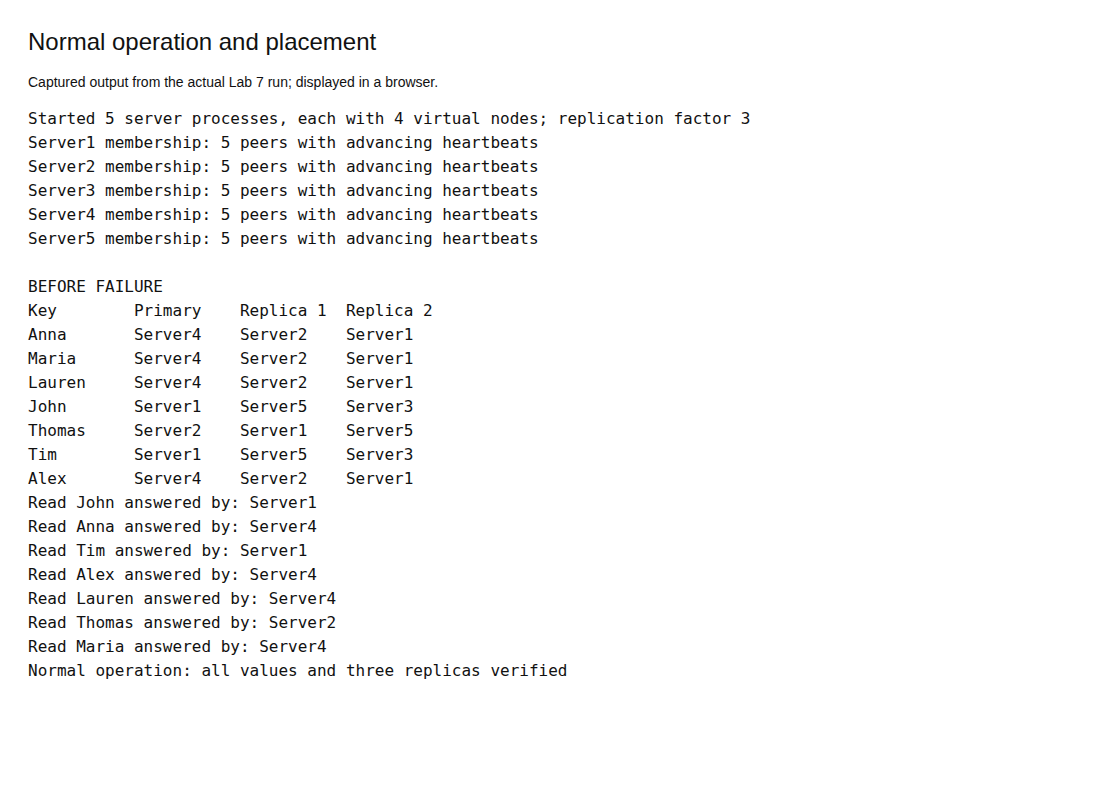 Normal operation and placement
Captured output from the actual Lab 7 run; displayed in a browser.
Started 5 server processes, each with 4 virtual nodes; replication factor 3
Server1 membership: 5 peers with advancing heartbeats
Server2 membership: 5 peers with advancing heartbeats
Server3 membership: 5 peers with advancing heartbeats
Server4 membership: 5 peers with advancing heartbeats
Server5 membership: 5 peers with advancing heartbeats

BEFORE FAILURE
Key        Primary    Replica 1  Replica 2
Anna       Server4    Server2    Server1
Maria      Server4    Server2    Server1
Lauren     Server4    Server2    Server1
John       Server1    Server5    Server3
Thomas     Server2    Server1    Server5
Tim        Server1    Server5    Server3
Alex       Server4    Server2    Server1
Read John answered by: Server1
Read Anna answered by: Server4
Read Tim answered by: Server1
Read Alex answered by: Server4
Read Lauren answered by: Server4
Read Thomas answered by: Server2
Read Maria answered by: Server4
Normal operation: all values and three replicas verified